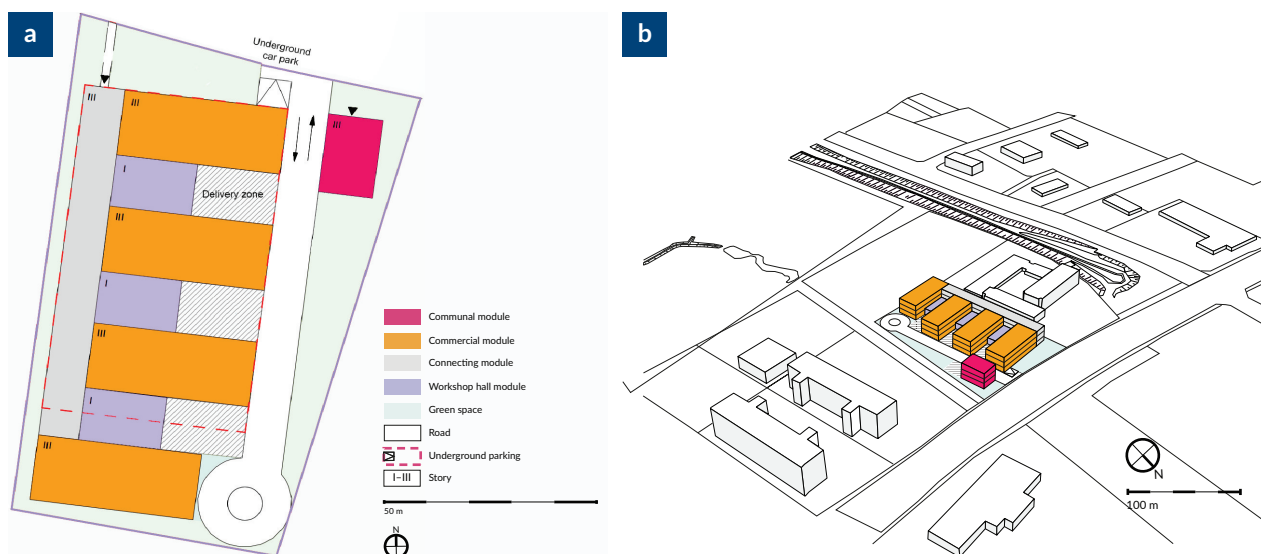 a
Underground
car park
III
III
III
I
Delivery zone
III
I
III
I
III
Communal module
Commercial module
Connecting module
Workshop hall module
Green space
Road
Underground parking
I–III
Story
50 m
N
b
N
100 m